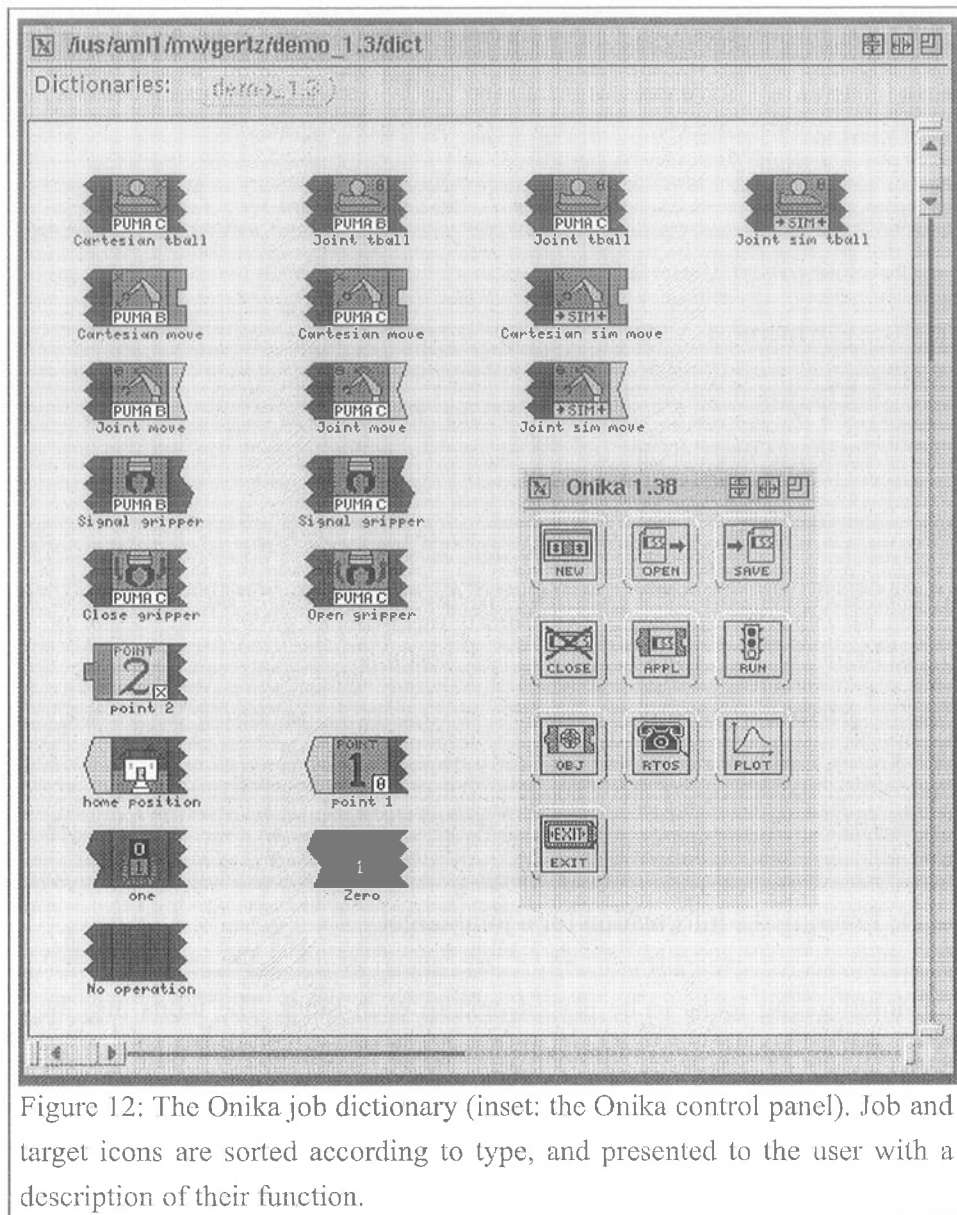 /ius/aml1/mwgertz/demo_1.3/dict
Dictionaries: demo_1.3
X θ θ θ
PUMA C PUMA B PUMA C →SIM←
Cartesian tball Joint tball Joint tball Joint sim tball
X X X
PUMA B PUMA C →SIM←
Cartesian move Cartesian move Cartesian sim move
θ θ θ
PUMA B PUMA C →SIM←
Joint move Joint move Joint sim move
PUMA B PUMA C
Signal gripper Signal gripper
PUMA C PUMA C
Close gripper Open gripper
POINT
2 X
point 2
POINT
1 θ
home position point 1
0
1 i
one Zero
No operation
Onika 1.38
NEW OPEN SAVE
CLOSE APPL RUN
OBJ RTOS PLOT
EXIT
EXIT
Figure 12: The Onika job dictionary (inset: the Onika control panel). Job and
target icons are sorted according to type, and presented to the user with a
description of their function.